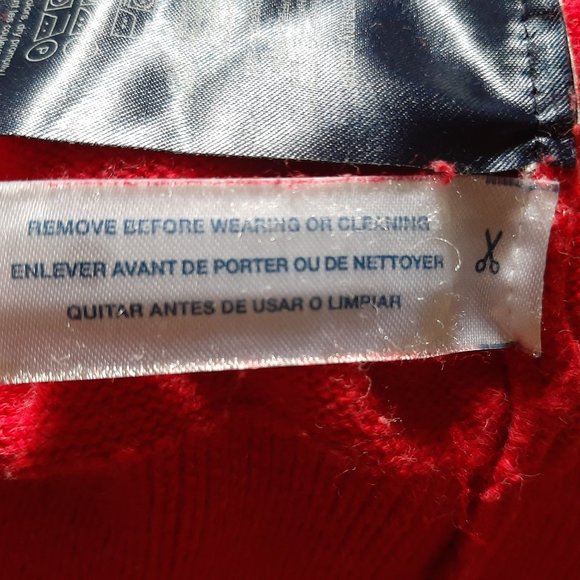 REMOVE BEFORE WEARING OR CLEANING
ENLEVER AVANT DE PORTER OU DE NETTOYER
QUITAR ANTES DE USAR O LIMPIAR